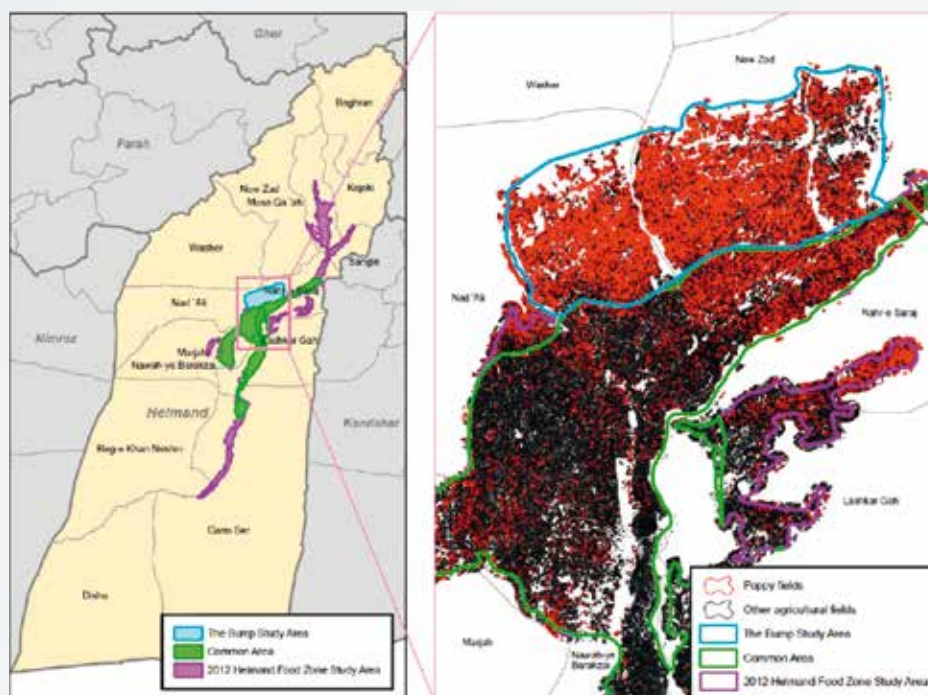 Ghor
Baghran
Farah
Now Zad
Musa Qa 'ah
Kajaki
Washer
Sangin
Nad 'Ali
Nimroz
Lashkar Gah
Marjah
Nawah-ye Barakzai
Helmand
Kandahar
Reg-e Khan Neshin
Garm Ser
Dishu
The Bump Study Area
Common Area
2012 Helmand Food Zone Study Area
Now Zad
Washer
Nad 'Ali
Nahr-e Saraj
Lashkar Gah
Marjah
Nawah-ye
Barakzai
Poppy fields
Other agricultural fields
The Bump Study Area
Common Area
2012 Helmand Food Zone Study Area